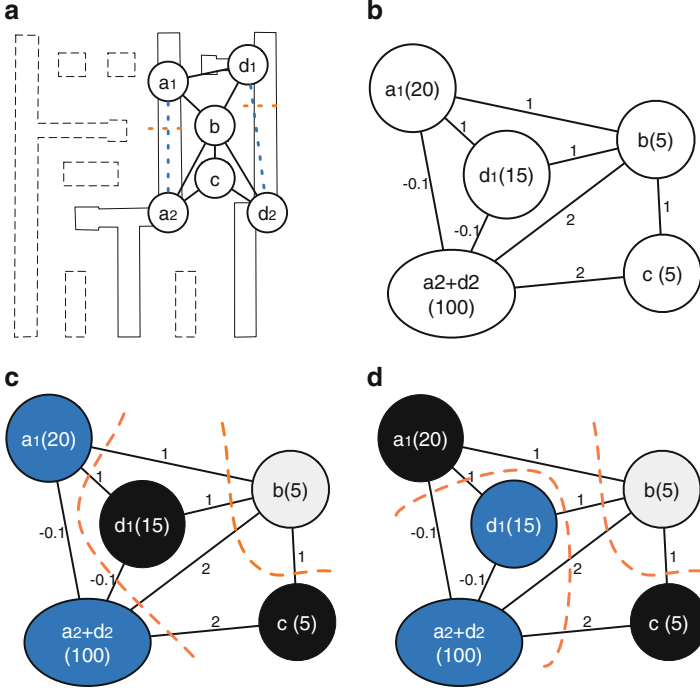 a
a1
d1
b
c
a2
d2
b
a1(20)
1
1
d1(15)
1
b(5)
-0.1
-0.1
2
1
a2+d2
(100)
2
c (5)
c
a1(20)
1
1
d1(15)
1
b(5)
-0.1
-0.1
2
1
a2+d2
(100)
2
c (5)
d
a1(20)
1
1
d1(15)
1
b(5)
-0.1
-0.1
2
1
a2+d2
(100)
2
c (5)